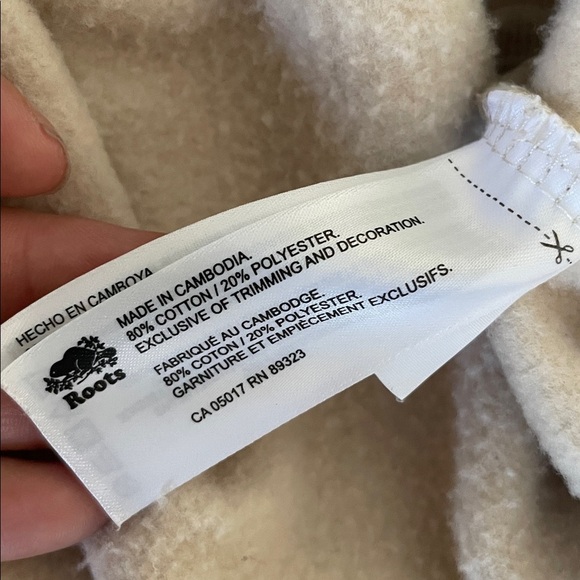 HECHO EN CAMBOYA
MADE IN CAMBODIA.
80% COTTON / 20% POLYESTER.
EXCLUSIVE OF TRIMMING AND DECORATION.
FABRIQUÉ AU CAMBODGE.
80% COTON / 20% POLYESTER.
GARNITURE ET EMPIÈCEMENT EXCLUSIFS.
CA 05017 RN 89323
Roots